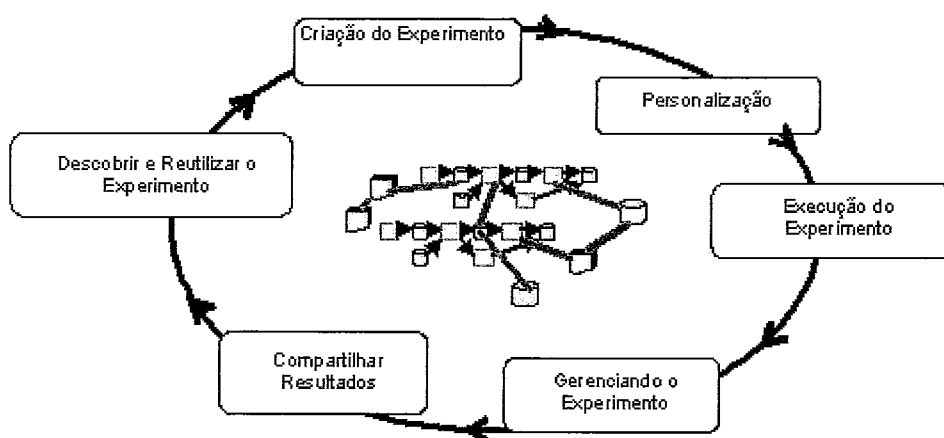 Criação do Experimento
Personalização
Execução do
Experimento
Gerenciando o
Experimento
Compartilhar
Resultados
Descobrir e Reutilizar o
Experimento